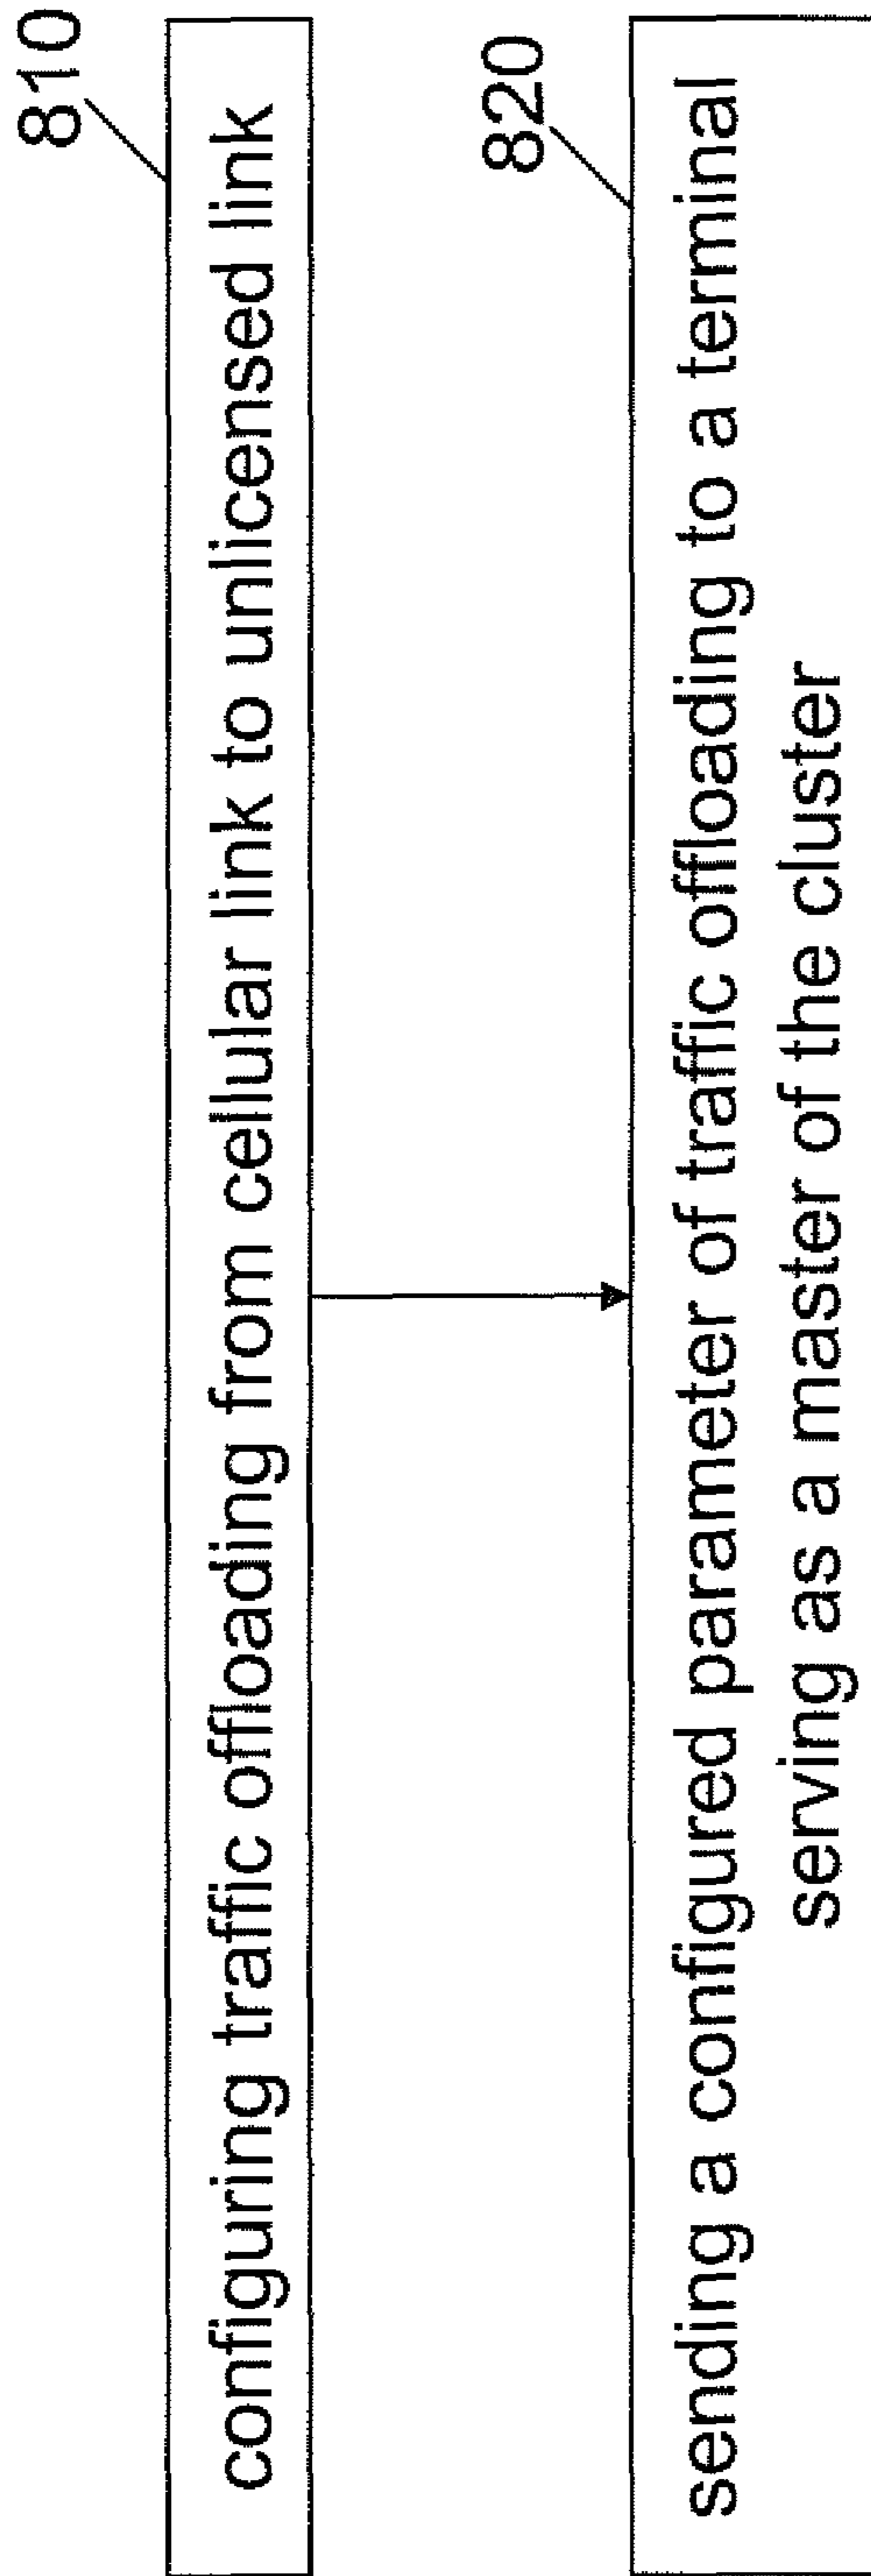 810
configuring traffic offloading from cellular link to unlicensed link
820
sending a configured parameter of traffic offloading to a terminal
serving as a master of the cluster